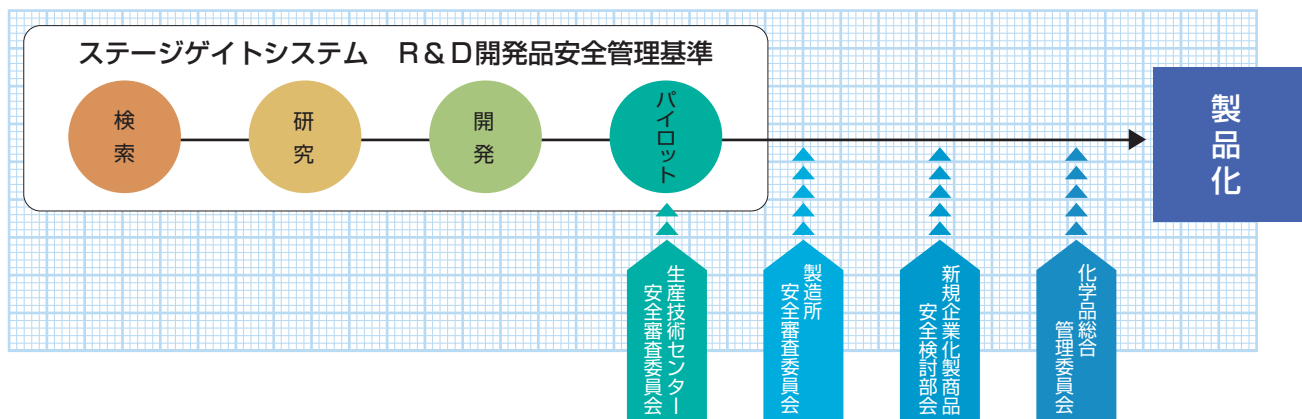 ステージゲイトシステム　R&D開発品安全管理基準
検索
研究
開発
パイロット
製品化
生産技術センター
安全審査委員会
製造所
安全審査委員会
新規企業化製商品
安全検討部会
化学品総合
管理委員会